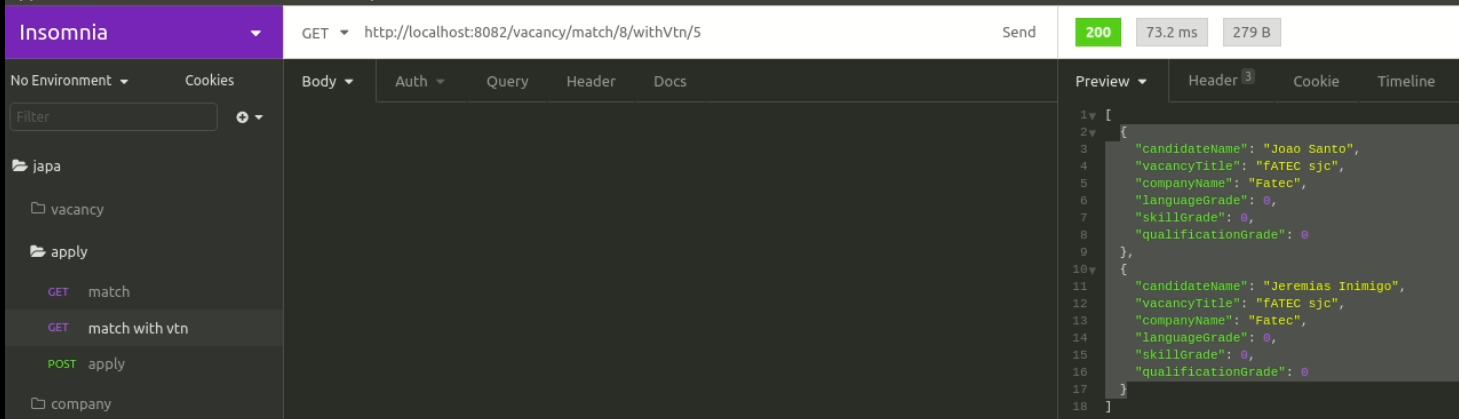 Insomnia
GET http://localhost:8082/vacancy/match/8/withVtn/5 Send
200 73.2 ms 279 B
No Environment Cookies
Body Auth Query Header Docs
Preview Header 3 Cookie Timeline
Filter
japa
vacancy
apply
GET match
GET match with vtn
POST apply
company
1 [
2 {
3 "candidateName": "Joao Santo",
4 "vacancyTitle": "fATEC sjc",
5 "companyName": "Fatec",
6 "languageGrade": 0,
7 "skillGrade": 0,
8 "qualificationGrade": 0
9 },
10 {
11 "candidateName": "Jeremias Inimigo",
12 "vacancyTitle": "fATEC sjc",
13 "companyName": "Fatec",
14 "languageGrade": 0,
15 "skillGrade": 0,
16 "qualificationGrade": 0
17 }
18 ]